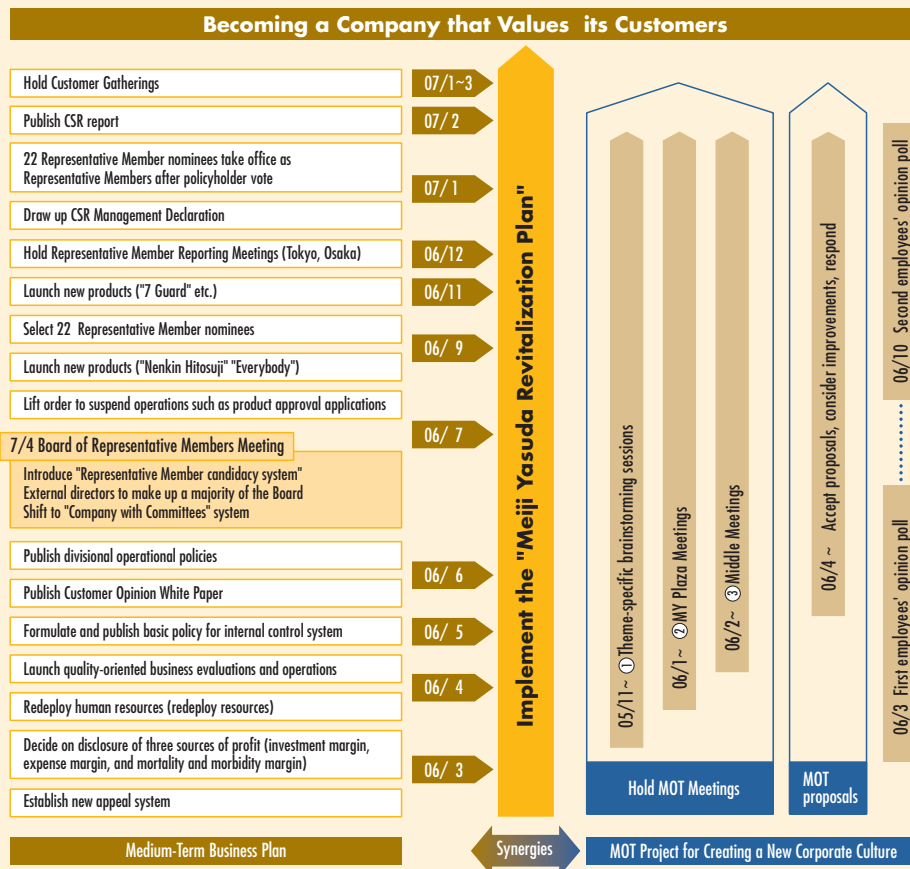 Becoming a Company that Values its Customers
Hold Customer Gatherings
07/1~3
Publish CSR report
07/ 2
22 Representative Member nominees take office as
Representative Members after policyholder vote
07/ 1
Draw up CSR Management Declaration
Hold Representative Member Reporting Meetings (Tokyo, Osaka)
06/12
Launch new products ("7 Guard" etc.)
06/11
Select 22 Representative Member nominees
06/ 9
Launch new products ("Nenkin Hitosuji" "Everybody")
Lift order to suspend operations such as product approval applications
06/ 7
7/4 Board of Representative Members Meeting
Introduce "Representative Member candidacy system"
External directors to make up a majority of the Board
Shift to "Company with Committees" system
Publish divisional operational policies
06/ 6
Publish Customer Opinion White Paper
Formulate and publish basic policy for internal control system
06/ 5
Launch quality-oriented business evaluations and operations
06/ 4
Redeploy human resources (redeploy resources)
Decide on disclosure of three sources of profit (investment margin,
expense margin, and mortality and morbidity margin)
06/ 3
Establish new appeal system
Implement the "Meiji Yasuda Revitalization Plan"
05/11~ ①Theme-specific brainstorming sessions
06/1~ ②MY Plaza Meetings
06/2~ ③Middle Meetings
Hold MOT Meetings
06/4 ~ Accept proposals, consider improvements, respond
MOT
proposals
06/10 Second employees' opinion poll
06/3 First employees' opinion poll
Medium-Term Business Plan
Synergies
MOT Project for Creating a New Corporate Culture